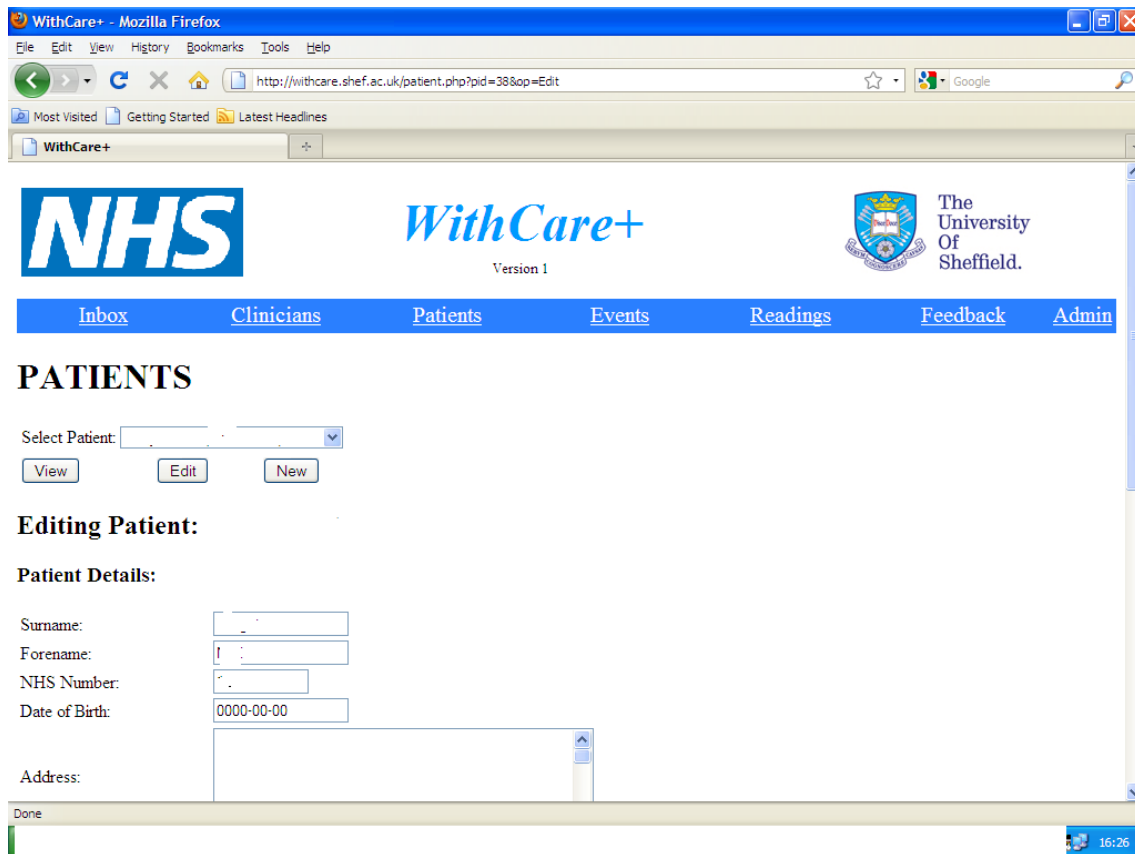 WithCare+ - Mozilla Firefox
File Edit View History Bookmarks Tools Help
http://withcare.shef.ac.uk/patient.php?pid=38&op=Edit
Google
Most Visited Getting Started Latest Headlines
WithCare+
NHS
WithCare+
Version 1
The
University
Of
Sheffield.
Inbox Clinicians Patients Events Readings Feedback Admin
PATIENTS
Select Patient:
View Edit New
Editing Patient:
Patient Details:
Surname:
Forename:
NHS Number:
Date of Birth: 0000-00-00
Address:
Done
16:26